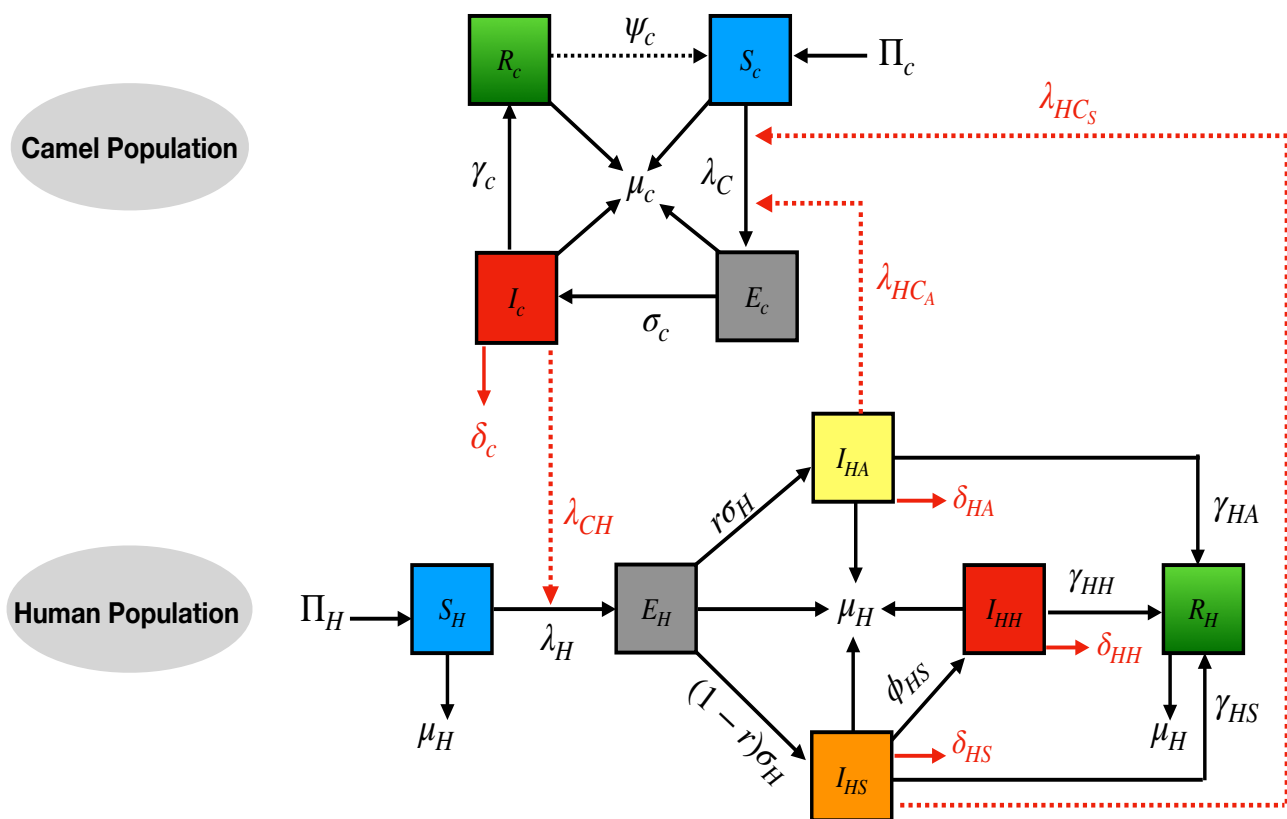 ψ_c
R_c
S_c
Π_c
λ_{HC_S}
Camel Population
γ_c
μ_c
λ_C
λ_{HC_A}
I_c
E_c
σ_c
δ_c
I_{HA}
rσ_H
δ_{HA}
λ_{CH}
γ_{HA}
Human Population
Π_H
S_H
λ_H
E_H
μ_H
I_{HH}
γ_{HH}
R_H
δ_{HH}
ϕ_{HS}
(1 − r)σ_H
μ_H
μ_H
γ_{HS}
δ_{HS}
I_{HS}